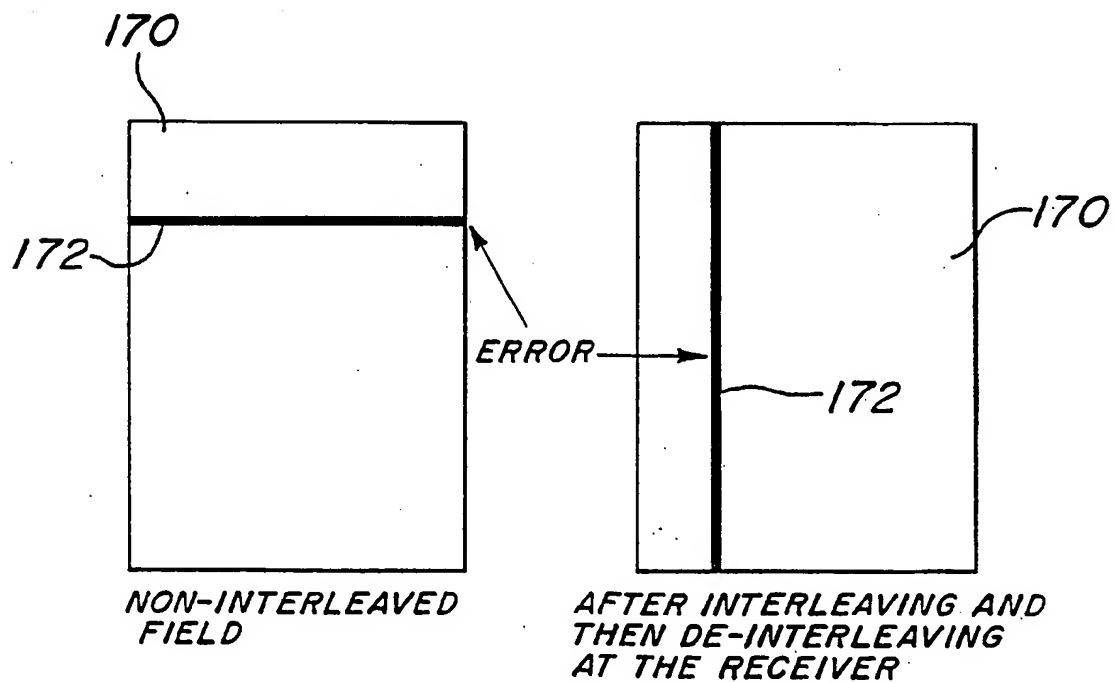 170
172
ERROR
170
172
NON-INTERLEAVED
FIELD
AFTER INTERLEAVING AND
THEN DE-INTERLEAVING
AT THE RECEIVER